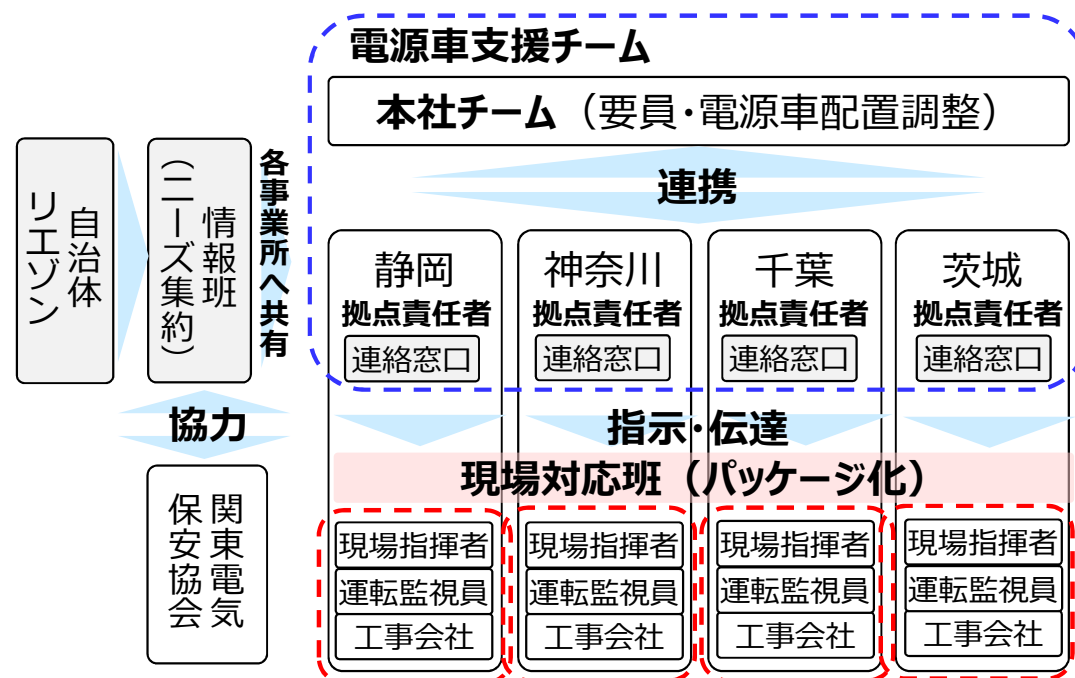 電源車支援チーム
本社チーム（要員・電源車配置調整）
連携
自治体
リエゾン
情報班
（ニーズ集約）
各事業所へ共有
協力
関東電気
保安協会
静岡
拠点責任者
連絡窓口
神奈川
拠点責任者
連絡窓口
千葉
拠点責任者
連絡窓口
茨城
拠点責任者
連絡窓口
指示・伝達
現場対応班（パッケージ化）
現場指揮者
運転監視員
工事会社
現場指揮者
運転監視員
工事会社
現場指揮者
運転監視員
工事会社
現場指揮者
運転監視員
工事会社